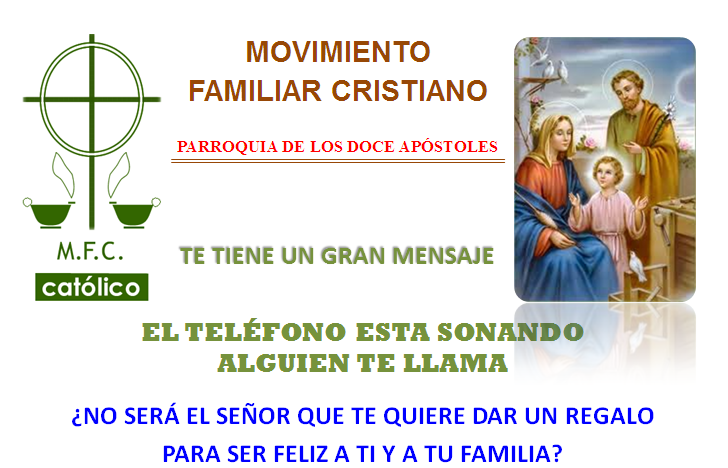 MOVIMIENTO
FAMILIAR CRISTIANO
PARROQUIA DE LOS DOCE APÓSTOLES
M.F.C.
católico
TE TIENE UN GRAN MENSAJE
EL TELÉFONO ESTA SONANDO
ALGUIEN TE LLAMA
¿NO SERÁ EL SEÑOR QUE TE QUIERE DAR UN REGALO
PARA SER FELIZ A TI Y A TU FAMILIA?